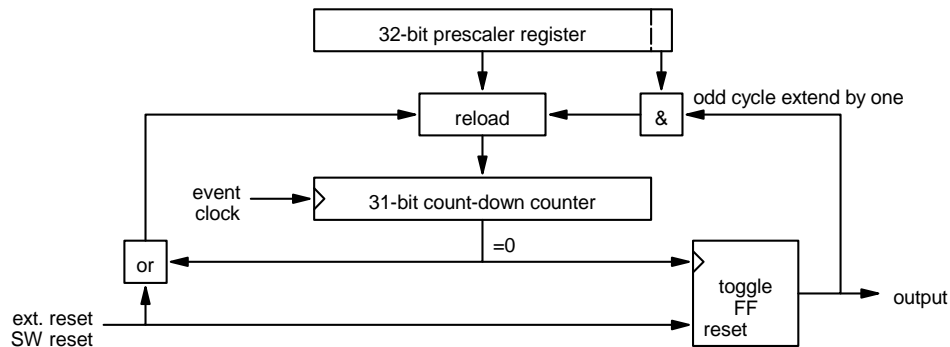 32-bit prescaler register
odd cycle extend by one
reload
&
event
clock
31-bit count-down counter
=0
or
toggle
FF
output
ext. reset
SW reset
reset